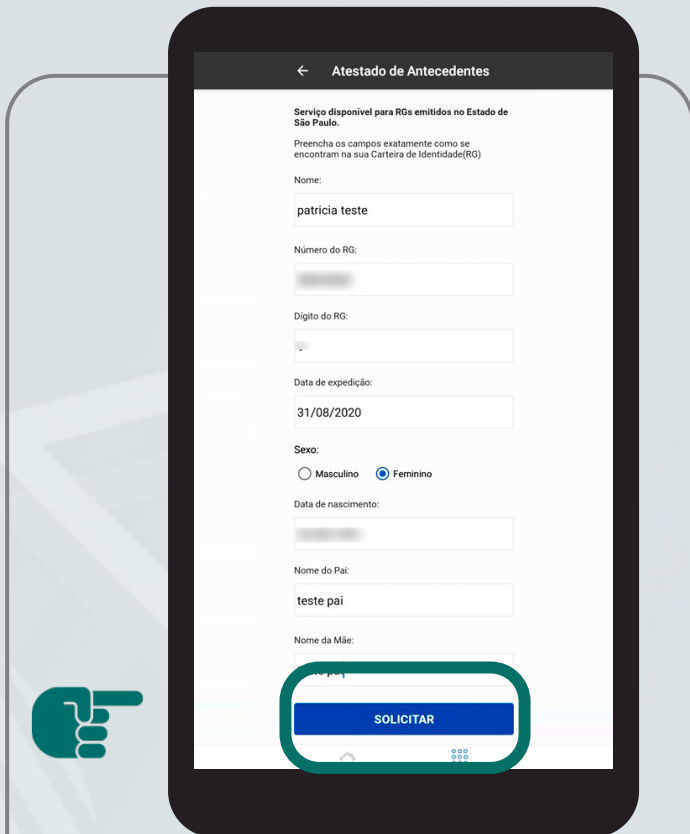 Atestado de Antecedentes
Serviço disponível para RGs emitidos no Estado de
São Paulo.
Preencha os campos exatamente como se
encontram na sua Carteira de Identidade(RG)
Nome:
patricia teste
Número do RG:
Dígito do RG:
Data de expedição:
31/08/2020
Sexo:
Masculino Feminino
Data de nascimento:
Nome do Pai:
teste pai
Nome da Mãe:
SOLICITAR